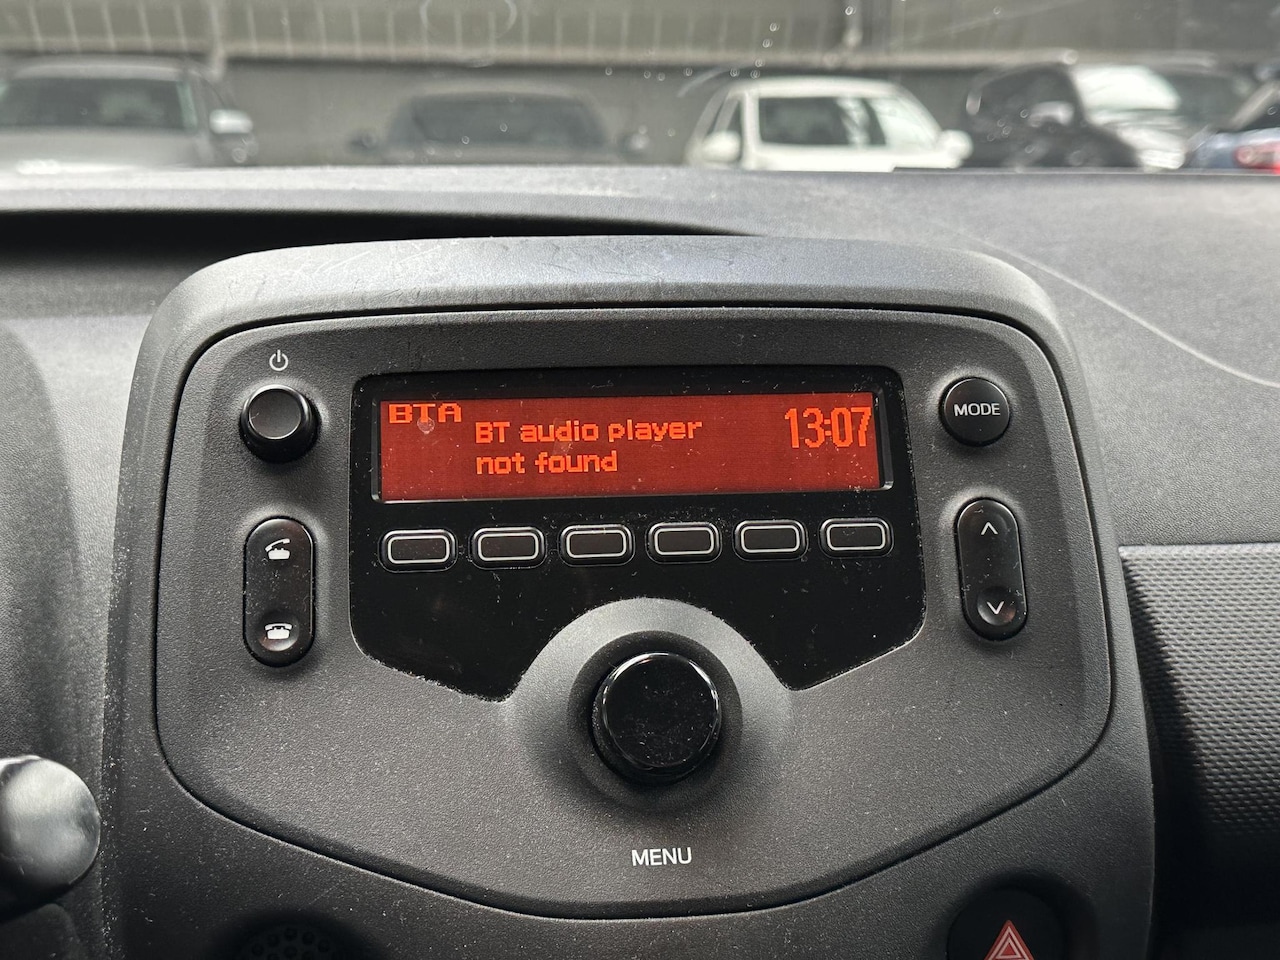 BTA
BT audio player
not found
13:07
MODE
MENU